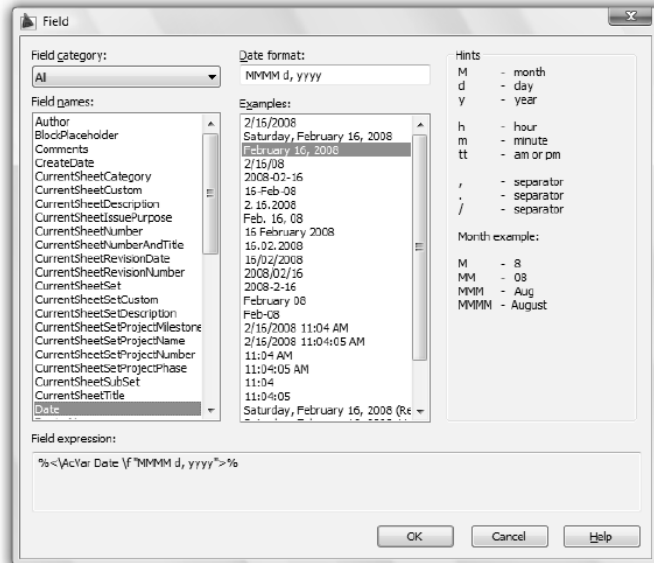 Field
Field category:
All
Field names:
Author
BlockPlaceholder
Comments
CreateDate
CurrentSheetCategory
CurrentSheetCustom
CurrentSheetDescription
CurrentSheetIssuePurpose
CurrentSheetNumber
CurrentSheetNumberAndTitle
CurrentSheetRevisionDate
CurrentSheetRevisionNumber
CurrentSheetSet
CurrentSheetSetCustom
CurrentSheetSetDescription
CurrentSheetSetProjectMilestone
CurrentSheetSetProjectName
CurrentSheetSetProjectNumber
CurrentSheetSetProjectPhase
CurrentSheetSubSet
CurrentSheetTitle
Date
Date format:
MMMM d, yyyy
Examples:
2/16/2008
Saturday, February 16, 2008
February 16, 2008
2/16/08
2008-02-16
16-Feb-08
2.16.2008
Feb. 16, 08
16 February 2008
16.02.2008
16/02/2008
2008/02/16
2008-2-16
February 08
Feb-08
2/16/2008 11:04 AM
2/16/2008 11:04:05 AM
11:04 AM
11:04:05 AM
11:04
11:04:05
Saturday, February 16, 2008 (Re
Hints
M - month
d - day
y - year
h - hour
m - minute
tt - am or pm
, - separator
. - separator
/ - separator
Month example:
M - 8
MM - 08
MMM - Aug
MMMM - August
Field expression:
%<\AcVar Date \f "MMMM d, yyyy">%
OK
Cancel
Help